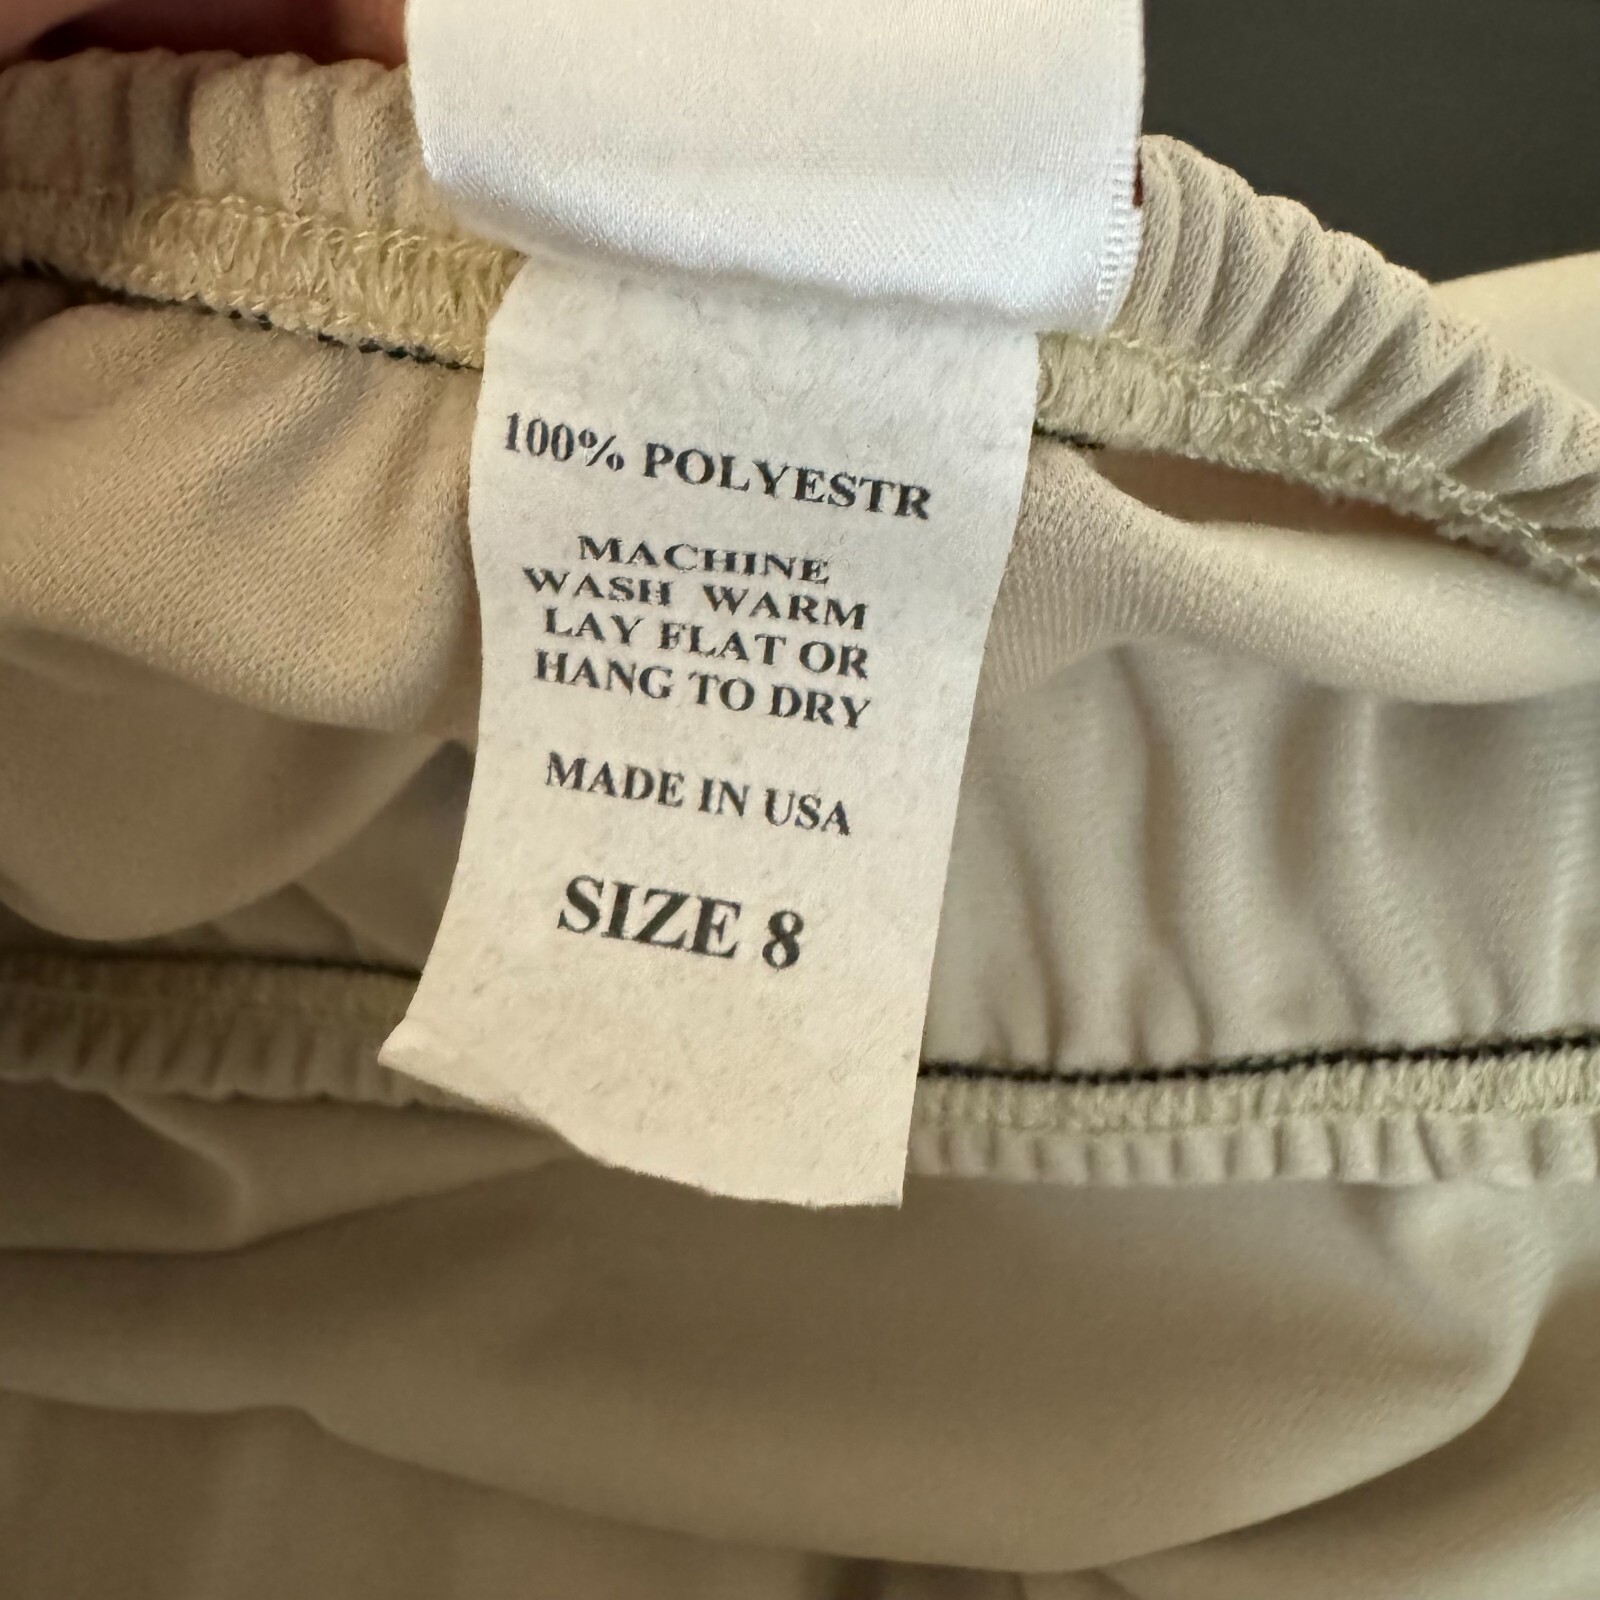 100% POLYESTR
MACHINE
WASH WARM
LAY FLAT OR
HANG TO DRY
MADE IN USA
SIZE 8